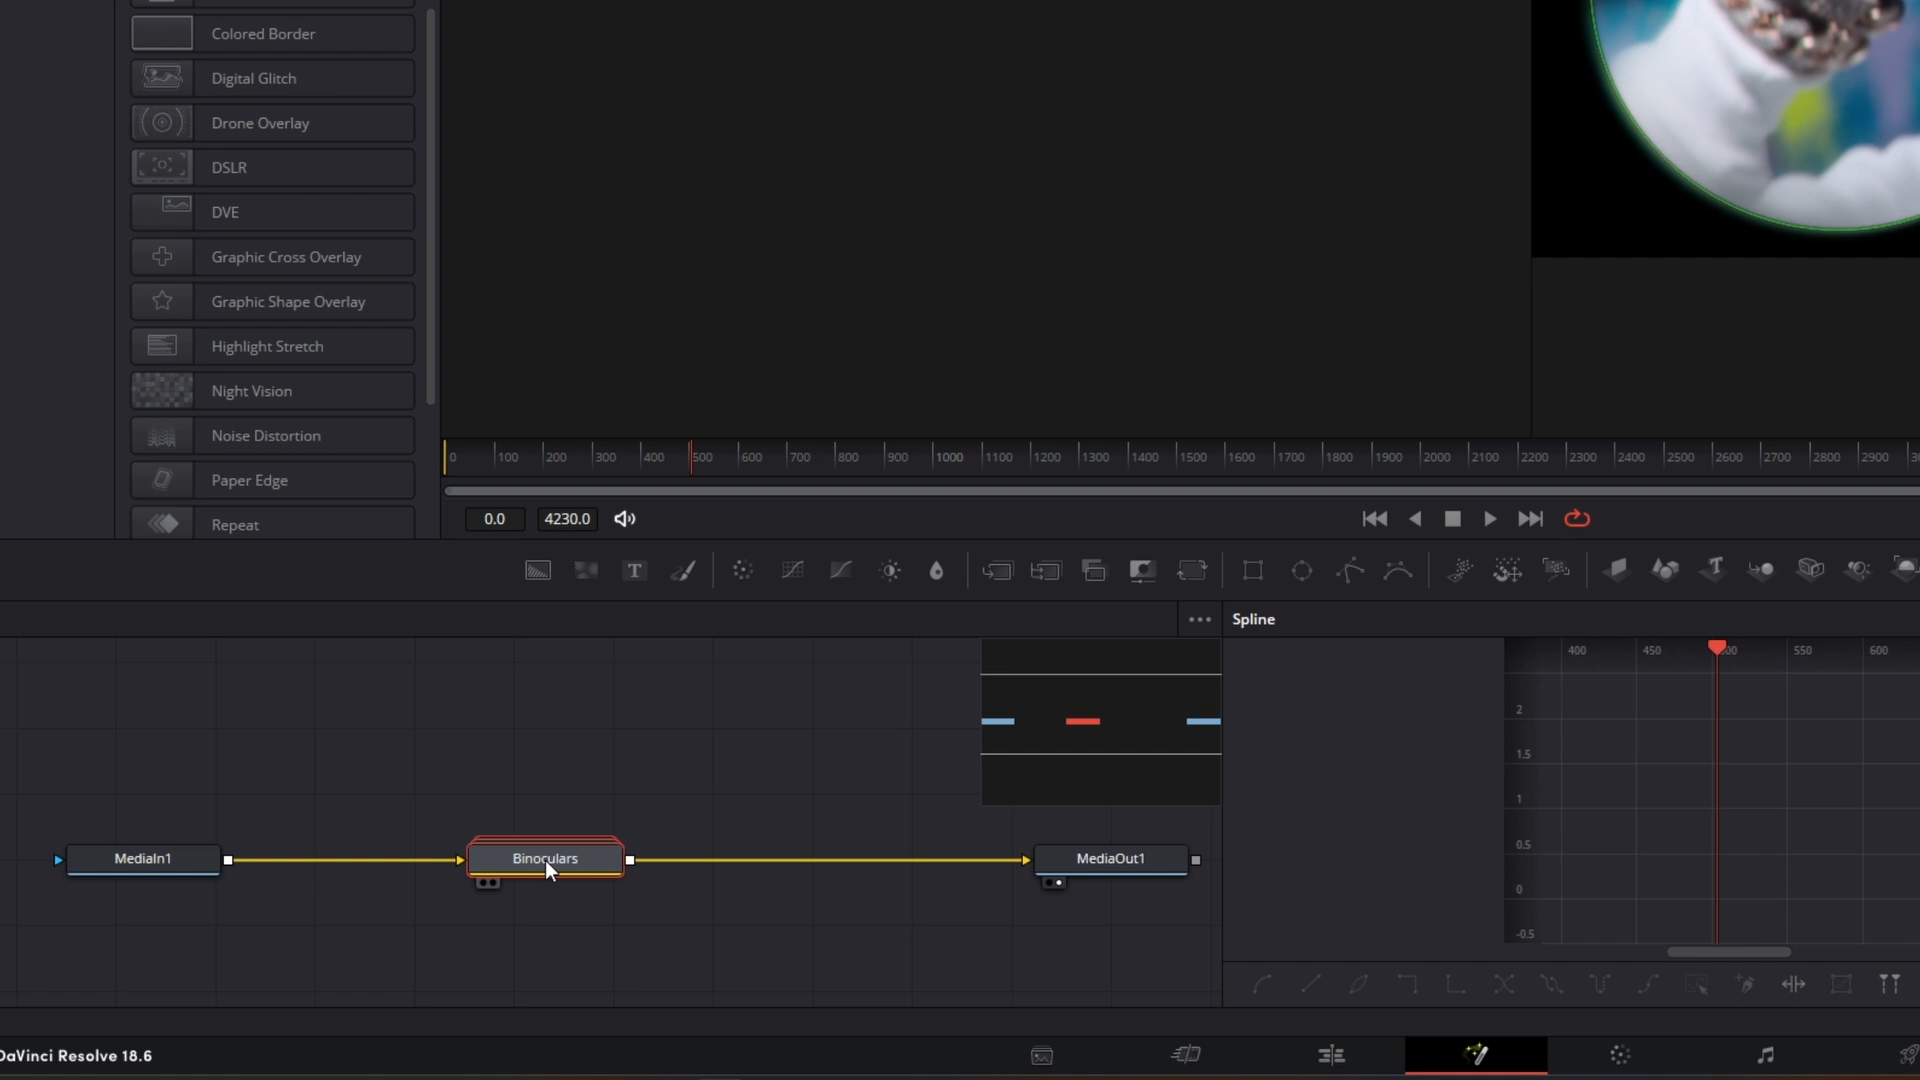 Colored Border
Digital Glitch
Drone Overlay
DSLR
DVE
Graphic Cross Overlay
Graphic Shape Overlay
Highlight Stretch
Night Vision
Noise Distortion
Paper Edge
Repeat
0 100 200 300 400 500 600 700 800 900 1000 1100 1200 1300 1400 1500 1600 1700 1800 1900 2000 2100 2200 2300 2400 2500 2600 2700 2800 2900
0.0 4230.0
T
Spline
400 450 550 600
2
1.5
1
0.5
0
-0.5
MediaIn1
Binoculars
MediaOut1
DaVinci Resolve 18.6